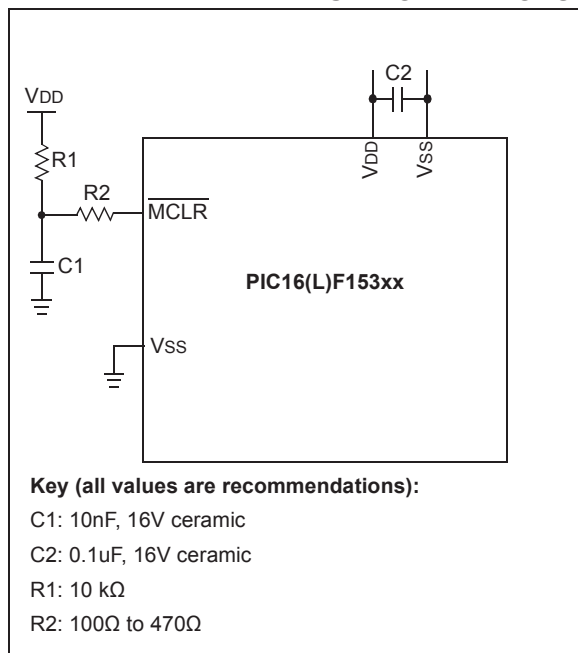 C2
VDD
R1
R2
C1
VDD
VSS
MCLR
PIC16(L)F153xx
VSS
Key (all values are recommendations):
C1: 10nF, 16V ceramic
C2: 0.1uF, 16V ceramic
R1: 10 kΩ
R2: 100Ω to 470Ω